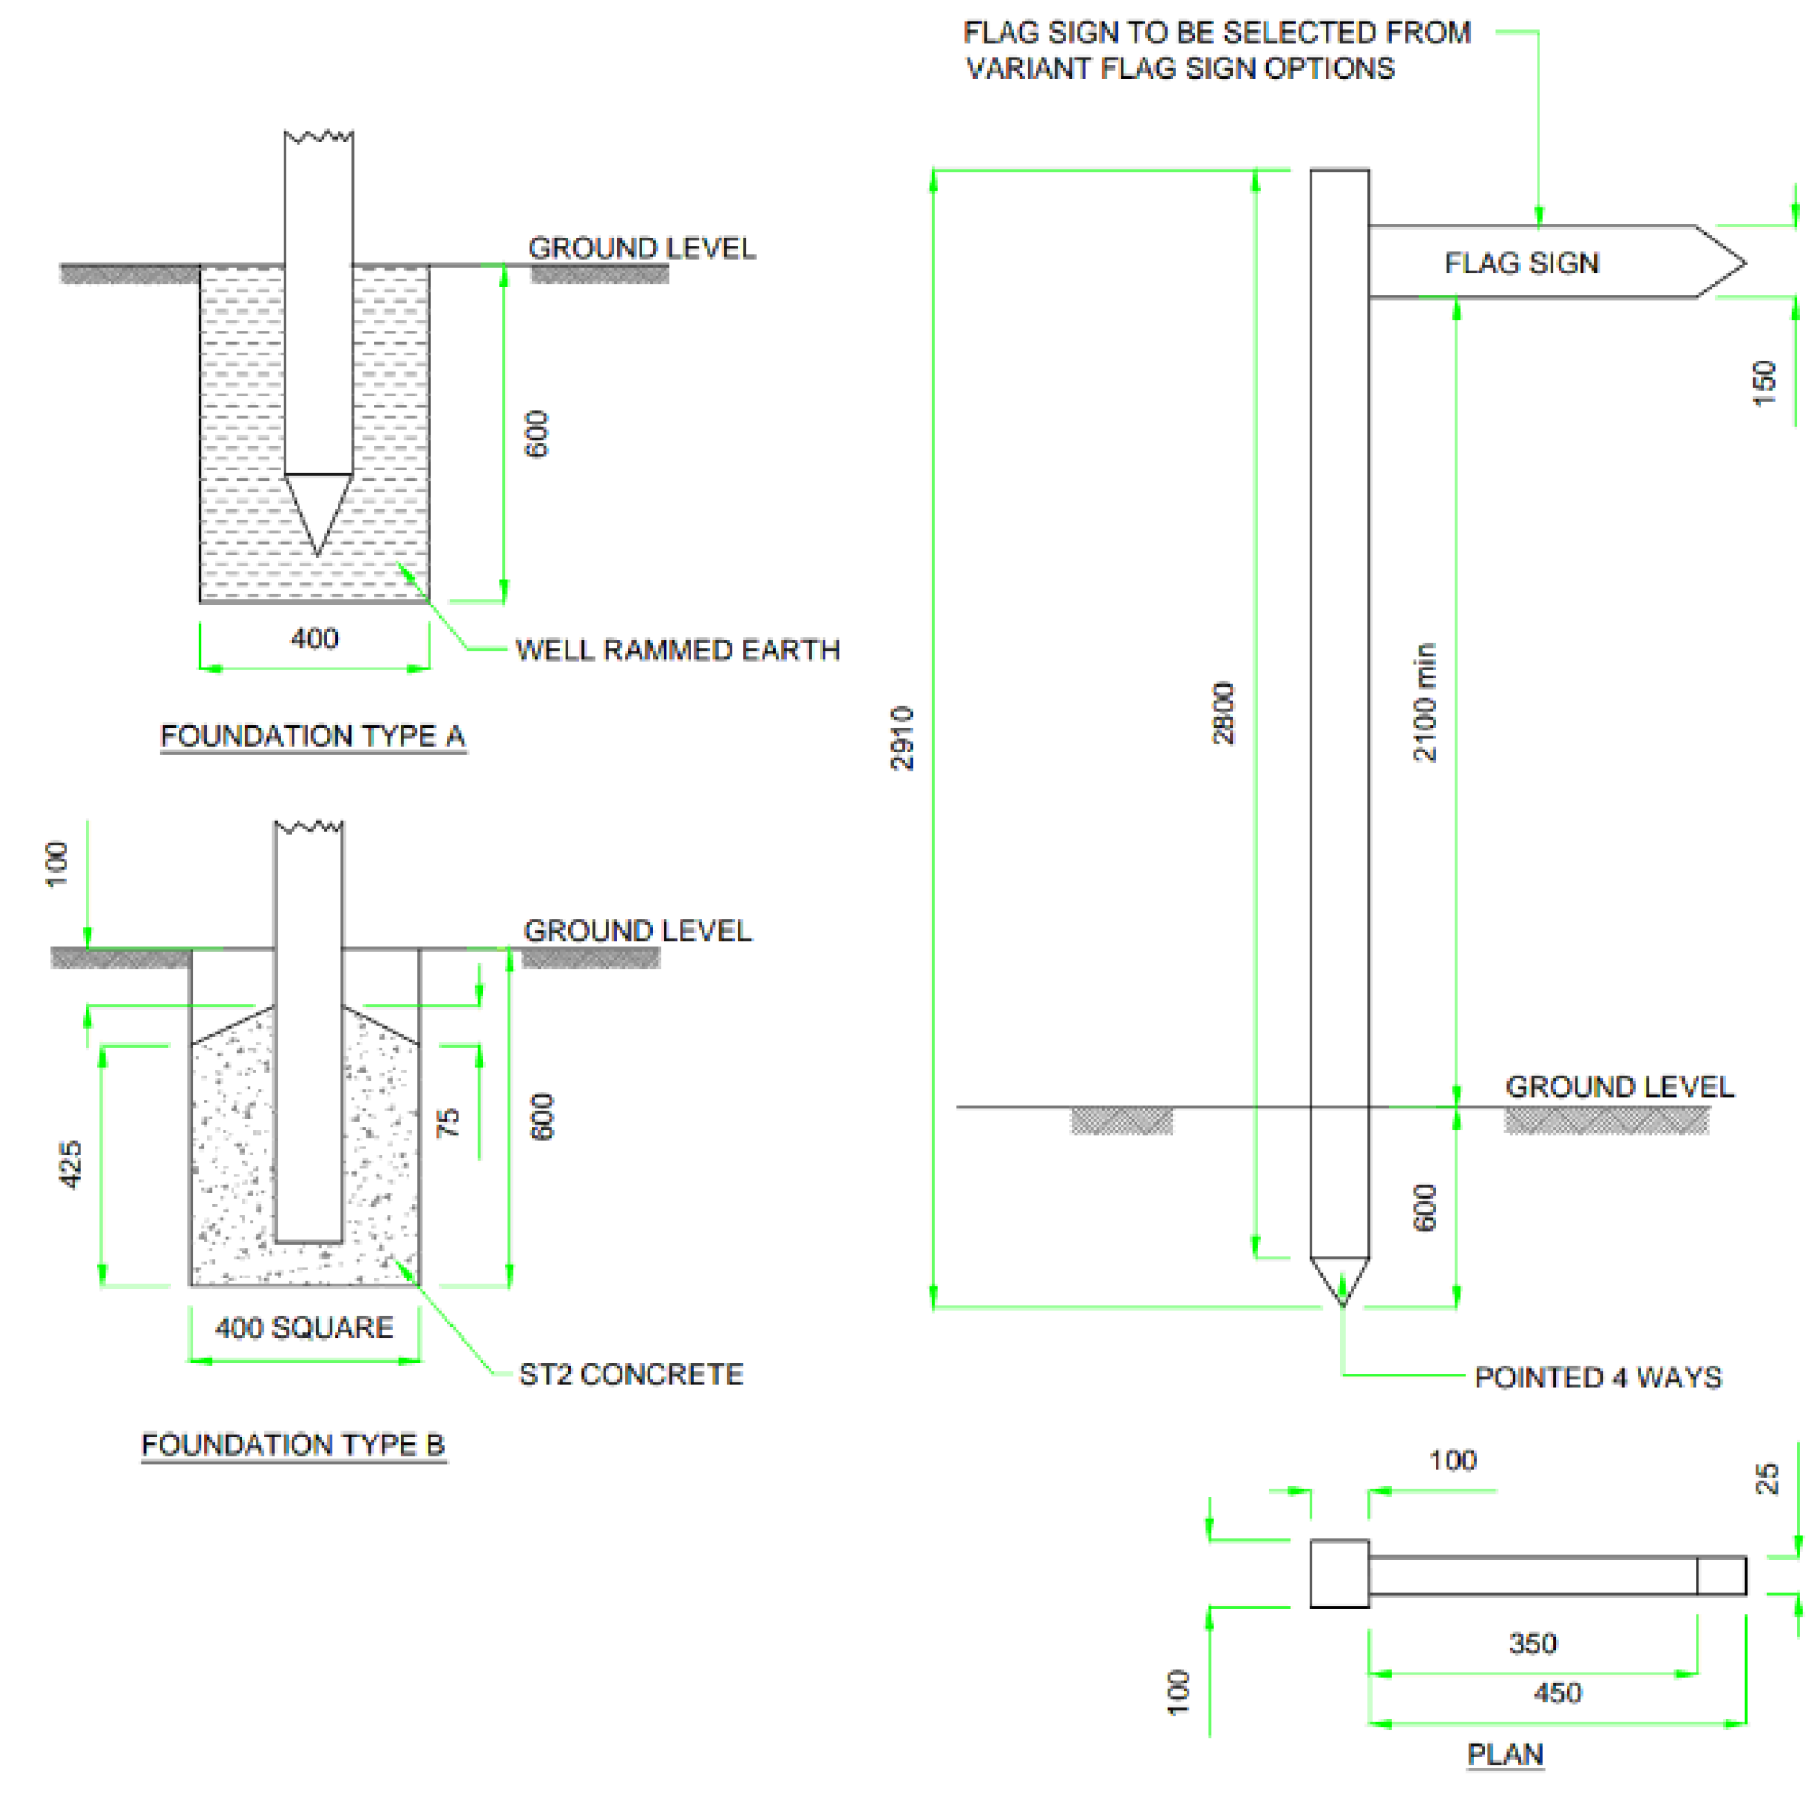 FLAG SIGN TO BE SELECTED FROM
VARIANT FLAG SIGN OPTIONS
GROUND LEVEL
600
400
WELL RAMMED EARTH
FOUNDATION TYPE A
100
GROUND LEVEL
425
75
600
400 SQUARE
ST2 CONCRETE
FOUNDATION TYPE B
FLAG SIGN
150
2910
2800
2100 min
GROUND LEVEL
600
POINTED 4 WAYS
100
25
100
350
450
PLAN